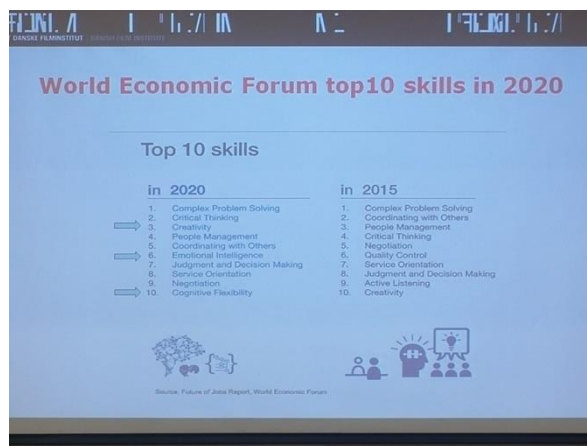 DANSKE FILMINSTITUT · DANISH FILM INSTITUTE
World Economic Forum top10 skills in 2020
Top 10 skills
in 2020
1. Complex Problem Solving
2. Critical Thinking
3. Creativity
4. People Management
5. Coordinating with Others
6. Emotional Intelligence
7. Judgment and Decision Making
8. Service Orientation
9. Negotiation
10. Cognitive Flexibility
in 2015
1. Complex Problem Solving
2. Coordinating with Others
3. People Management
4. Critical Thinking
5. Negotiation
6. Quality Control
7. Service Orientation
8. Judgment and Decision Making
9. Active Listening
10. Creativity
Source: Future of Jobs Report, World Economic Forum